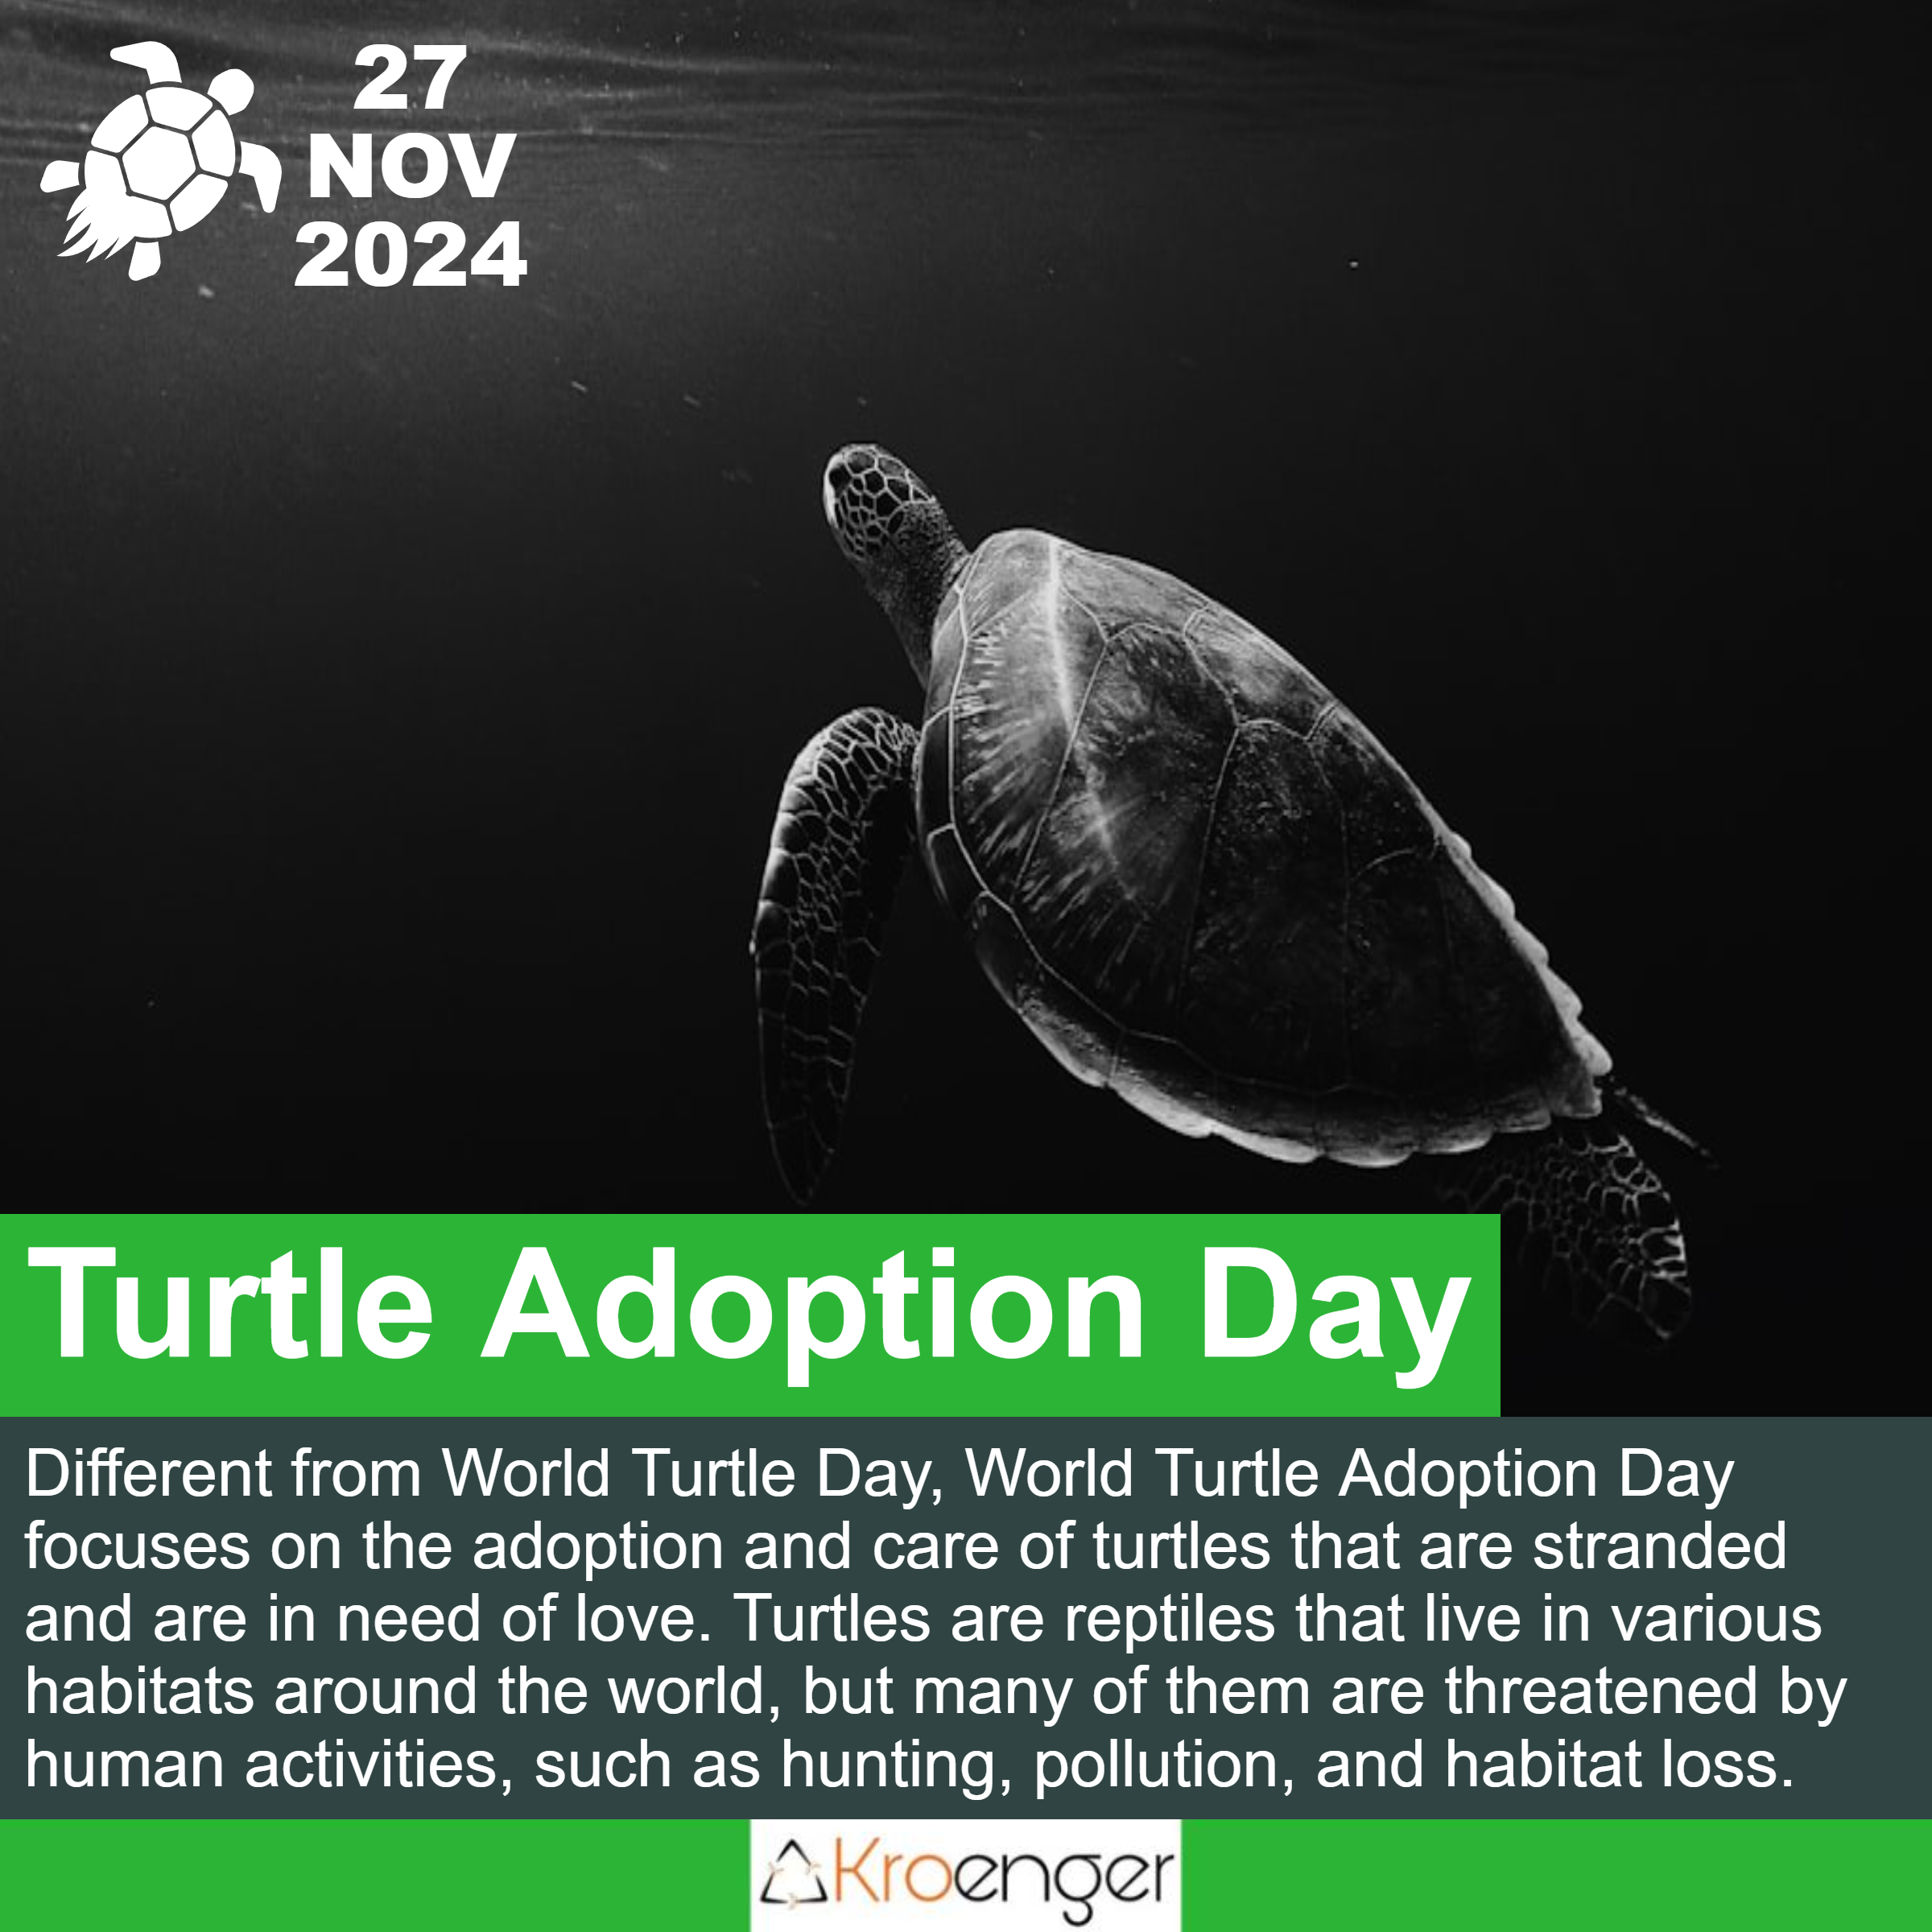 27
NOV
2024
Turtle Adoption Day
Different from World Turtle Day, World Turtle Adoption Day
focuses on the adoption and care of turtles that are stranded
and are in need of love. Turtles are reptiles that live in various
habitats around the world, but many of them are threatened by
human activities, such as hunting, pollution, and habitat loss.
Kroenger